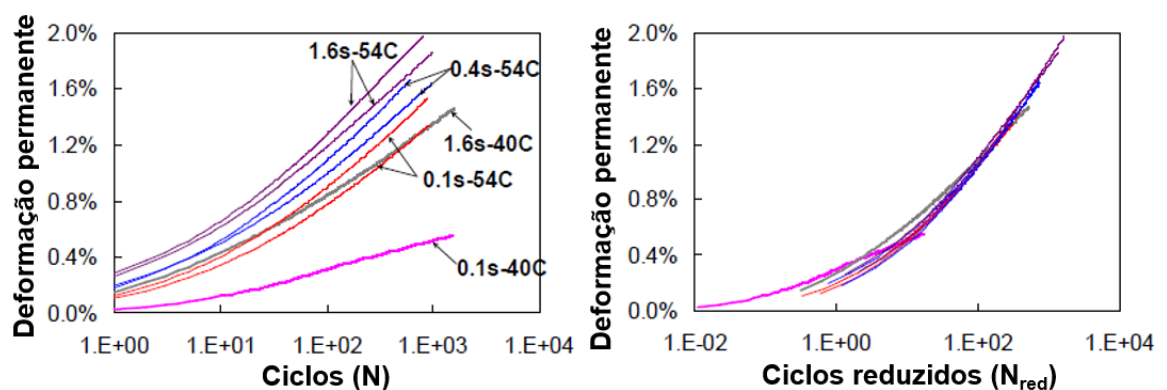 Deformação permanente
2.0%
1.6%
1.2%
0.8%
0.4%
0.0%
1.6s-54C
0.4s-54C
1.6s-40C
0.1s-54C
0.1s-40C
1.E+00 1.E+01 1.E+02 1.E+03 1.E+04
Ciclos (N)
Deformação permanente
2.0%
1.6%
1.2%
0.8%
0.4%
0.0%
1.E-02 1.E+00 1.E+02 1.E+04
Ciclos reduzidos (Nred)